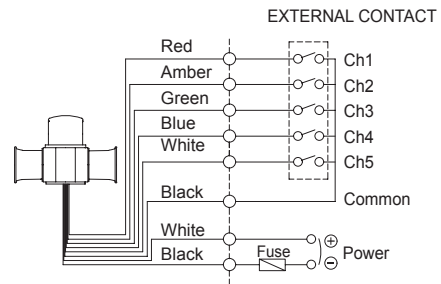 EXTERNAL CONTACT
Red
Ch1
Amber
Ch2
Green
Ch3
Blue
Ch4
White
Ch5
Black
Common
White
⊕
Black
Fuse
Power
⊖